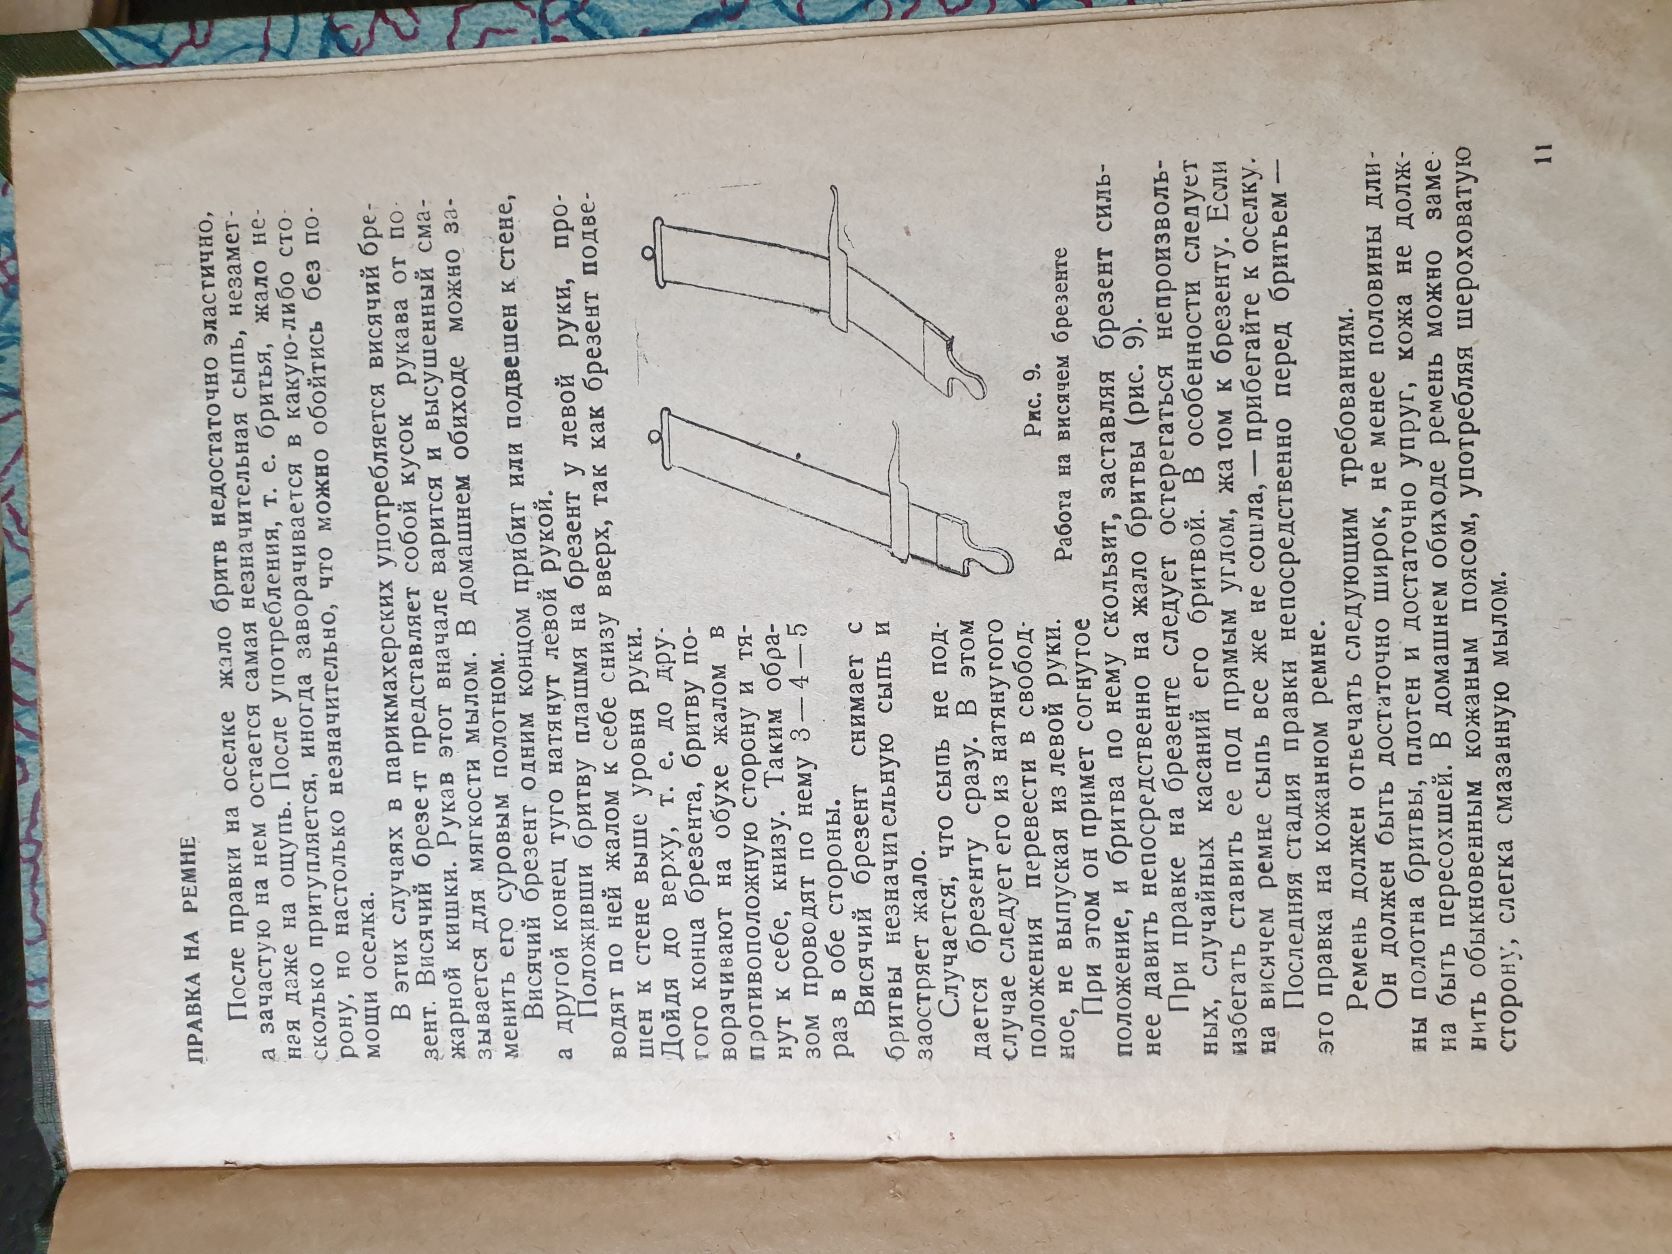 ПРАВКА НА РЕМНЕ
После правки на оселке жало бритв недостаточно эластично,
а зачастую на нем остается самая незначительная сыпь, незамет-
ная даже на ощупь. После употребления, т. е. бритья, жало не-
сколько притупляется, иногда заворачивается в какую-либо сто-
рону, но настолько незначительно, что можно обойтись без по-
мощи оселка.
В этих случаях в парикмахерских употребляется висячий бре-
зент. Висячий брезент представляет собой кусок рукава от по-
жарной кишки. Рукав этот вначале варится и высушенный сма-
зывается для мягкости мылом. В домашнем обиходе можно за-
менить его суровым полотном.
Висячий брезент одним концом прибит или подвешен к стене,
а другой конец туго натянут левой рукой.
Положивши бритву плашмя на брезент у левой руки, про-
водят по ней жалом к себе снизу вверх, так как брезент подве-
шен к стене выше уровня руки.
Дойдя до верху, т. е. до дру-
гого конца брезента, бритву по-
ворачивают на обухе жалом в
противоположную сторону и тя-
нут к себе, книзу. Таким обра-
зом проводят по нему 3—4—5
раз в обе стороны.
Висячий брезент снимает с
бритвы незначительную сыпь и
заостряет жало.
Случается, что сыпь не под-
дается брезенту сразу. В этом
случае следует его из натянутого
положения перевести в свобод-
ное, не выпуская из левой руки.
При этом он примет согнутое
Рис. 9.
Работа на висячем брезенте
положение, и бритва по нему скользит, заставляя брезент силь-
нее давить непосредственно на жало бритвы (рис. 9).
При правке на брезенте следует остерегаться непроизволь-
ных, случайных касаний его бритвой. В особенности следует
избегать ставить ее под прямым углом, жалом к брезенту. Если
на висячем ремне сыпь все же не сошла, — прибегайте к оселку.
Последняя стадия правки непосредственно перед бритьем —
это правка на кожанном ремне.
Ремень должен отвечать следующим требованиям.
Он должен быть достаточно широк, не менее половины дли-
ны полотна бритвы, плотен и достаточно упруг, кожа не долж-
на быть пересохшей. В домашнем обиходе ремень можно заме-
нить обыкновенным кожаным поясом, употребляя шероховатую
сторону, слегка смазанную мылом.
11